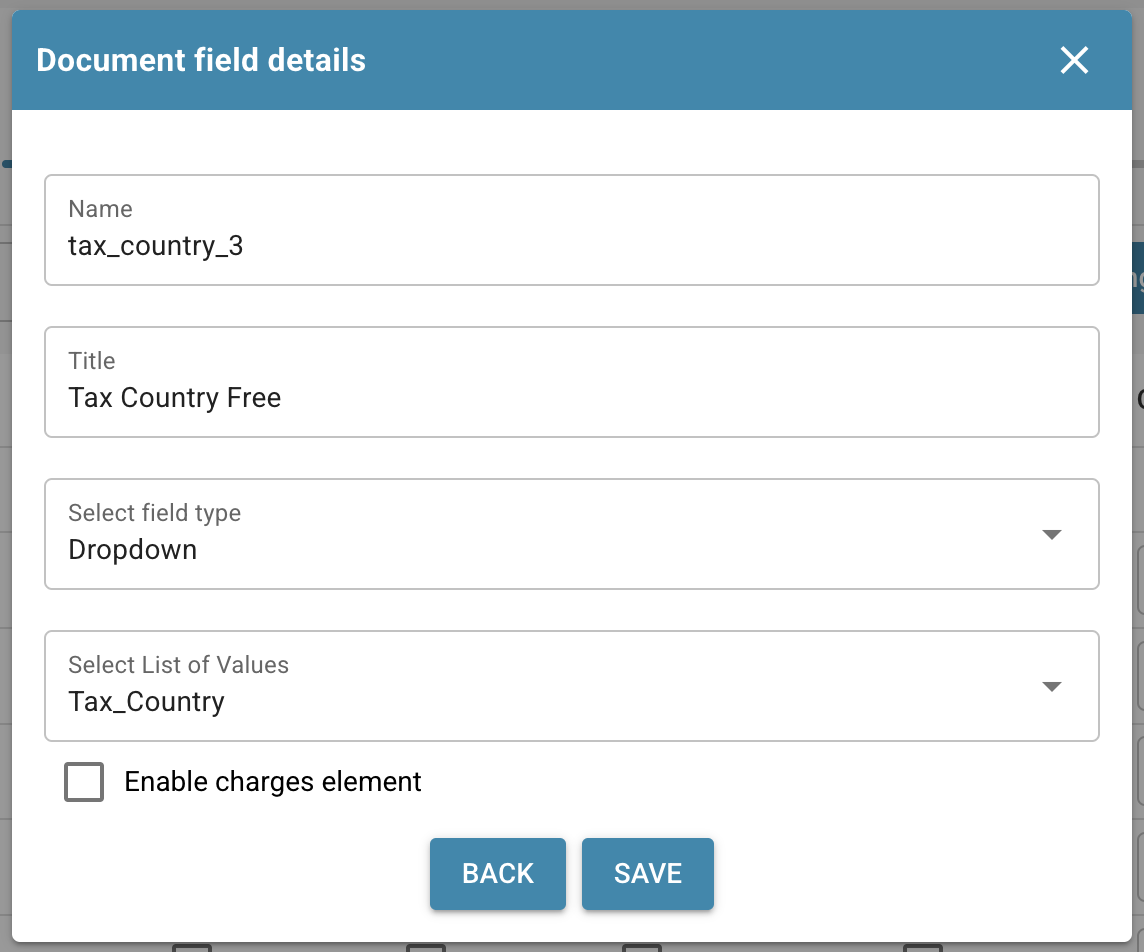 Document field details
Name
tax_country_3
Title
Tax Country Free
Select field type
Dropdown
Select List of Values
Tax_Country
Enable charges element
BACK
SAVE